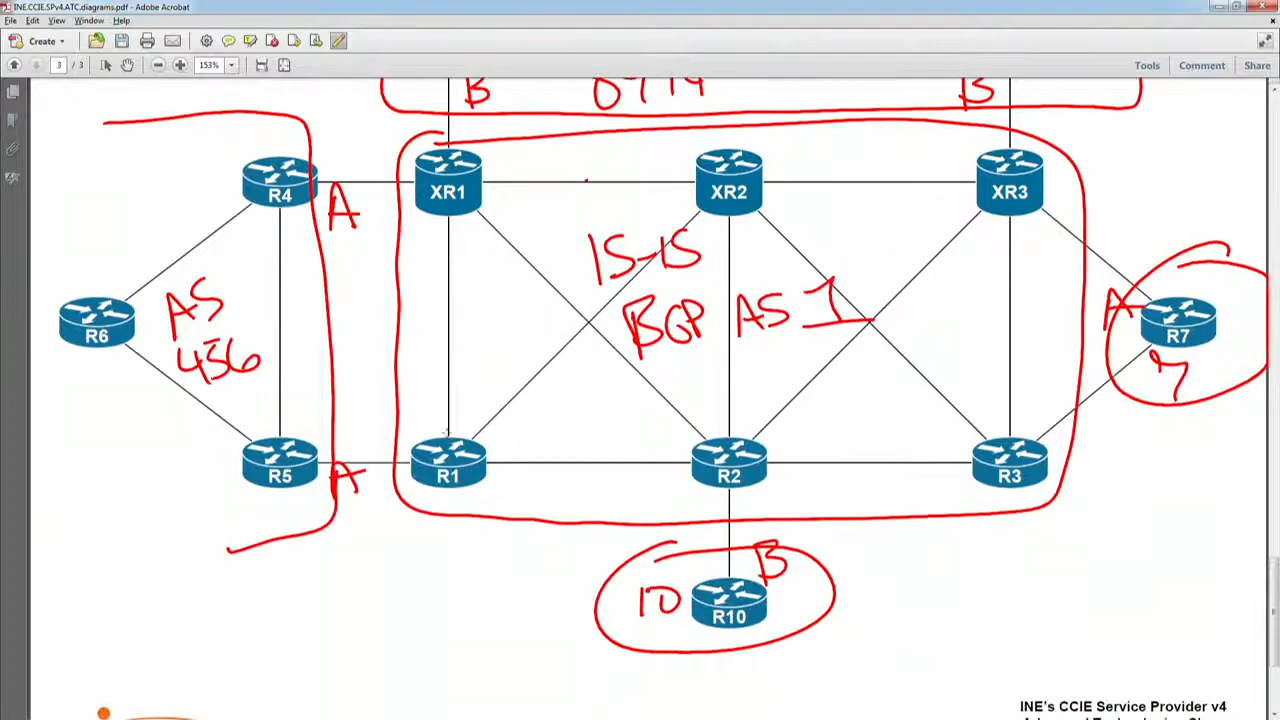 INE.CCIE.SPv4.ATC.diagrams.pdf - Adobe Acrobat
File Edit View Window Help
Create
3 / 3 153% Tools Comment Share
B 0714 B
R4 XR1 XR2 XR3
A
IS-IS
AS BGP AS 1 A
R6 R7
456 7
R5 A R1 R2 R3
B
10
R10
INE's CCIE Service Provider v4